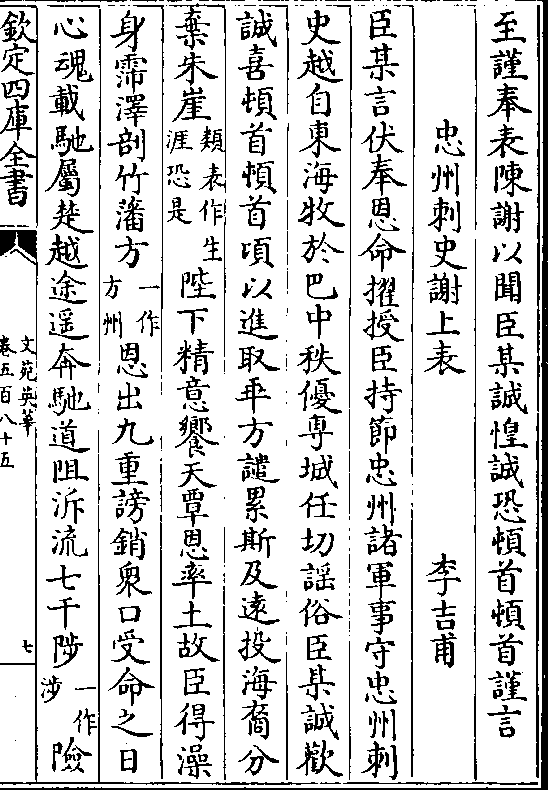 至謹奉表陳謝以聞臣某誠惶誠恐頓首頓首謹言
忠州刺史謝上表 李吉甫
臣某言伏奉恩命擢授臣持節忠州諸軍事守忠州刺
史越自東海牧於巴中秩優專城任切謡俗臣某誠歡
誠喜頓首頓首頃以進取乖方譴累斯及遠投海裔分
棄朱崖類表作生涯恐是陛下精意饗天覃恩率土故臣得澡
身霈澤剖竹藩方一作方州恩出九重謗銷衆口受命之日
心魂載馳屬楚越途遥奔馳道阻泝流七千陟一作涉險
欽定四庫全書
文苑英華
卷五百八十五
七